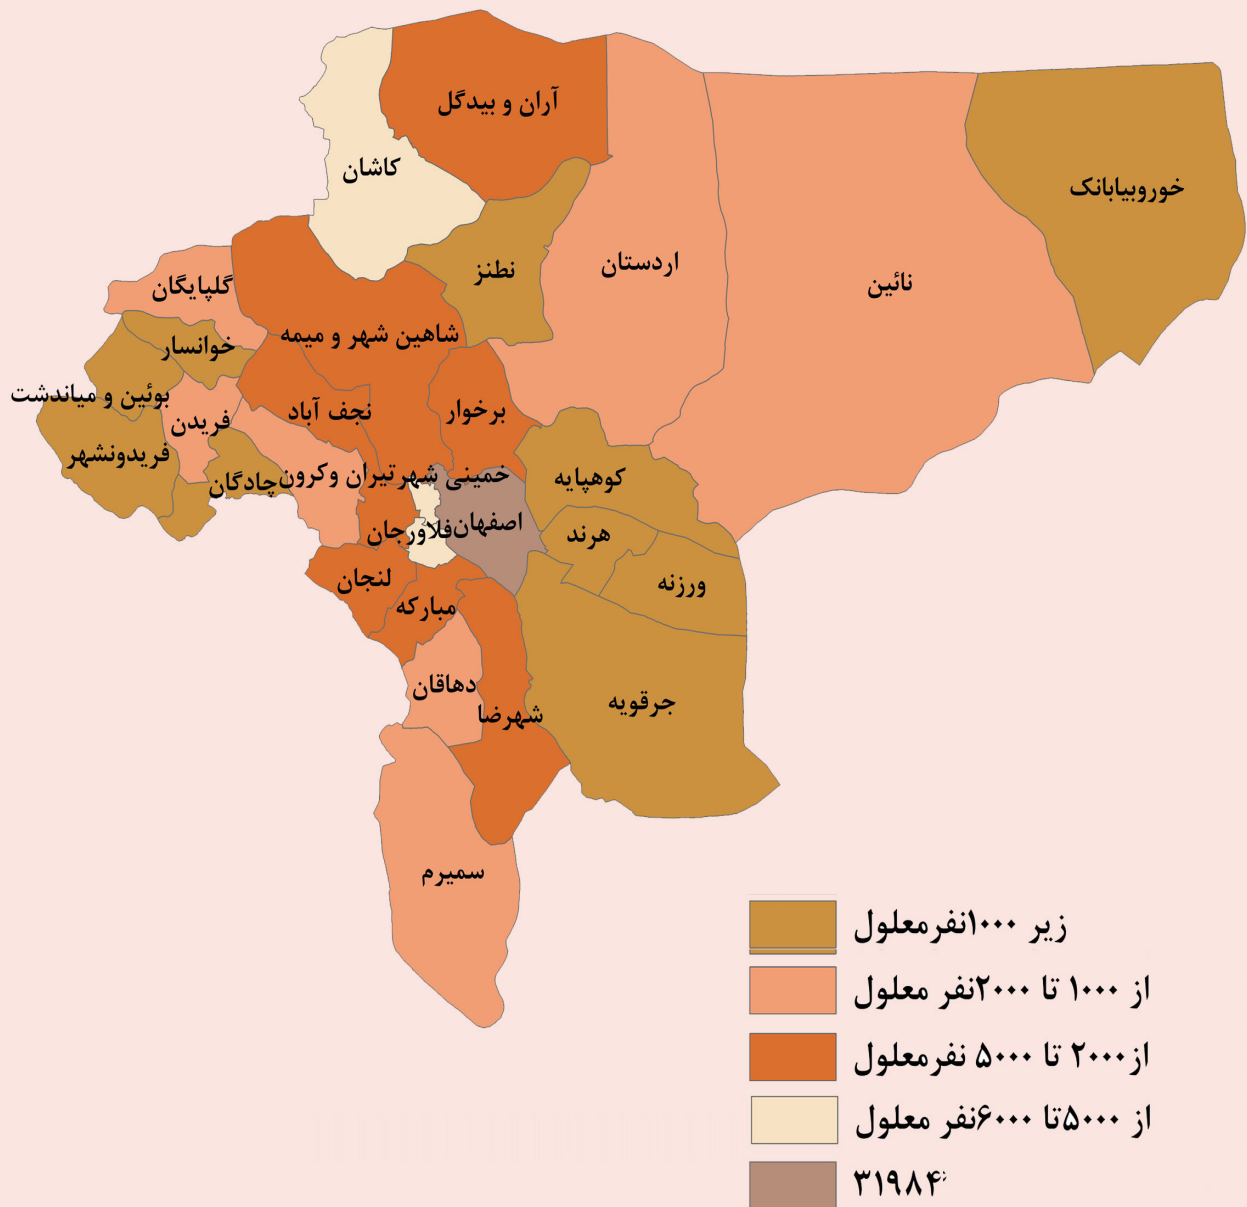 آران و بیدگل
کاشان
خوروبیابانک
اردستان
نطنز
نائین
گلپایگان
شاهین شهر و میمه
خوانسار
بوئین و میاندشت
نجف آباد
برخوار
فریدن
فریدونشهر
چادگان
تیران وکرون
خمینی شهر
کوهپایه
فلاورجان
اصفهان
هرند
لنجان
ورزنه
مبارکه
دهاقان
شهرضا
جرقویه
سمیرم
زیر ۱۰۰۰نفرمعلول
از ۱۰۰۰ تا ۲۰۰۰نفر معلول
از۲۰۰۰ تا ۵۰۰۰ نفرمعلول
از ۵۰۰۰تا ۶۰۰۰نفر معلول
۳۱۹۸۴